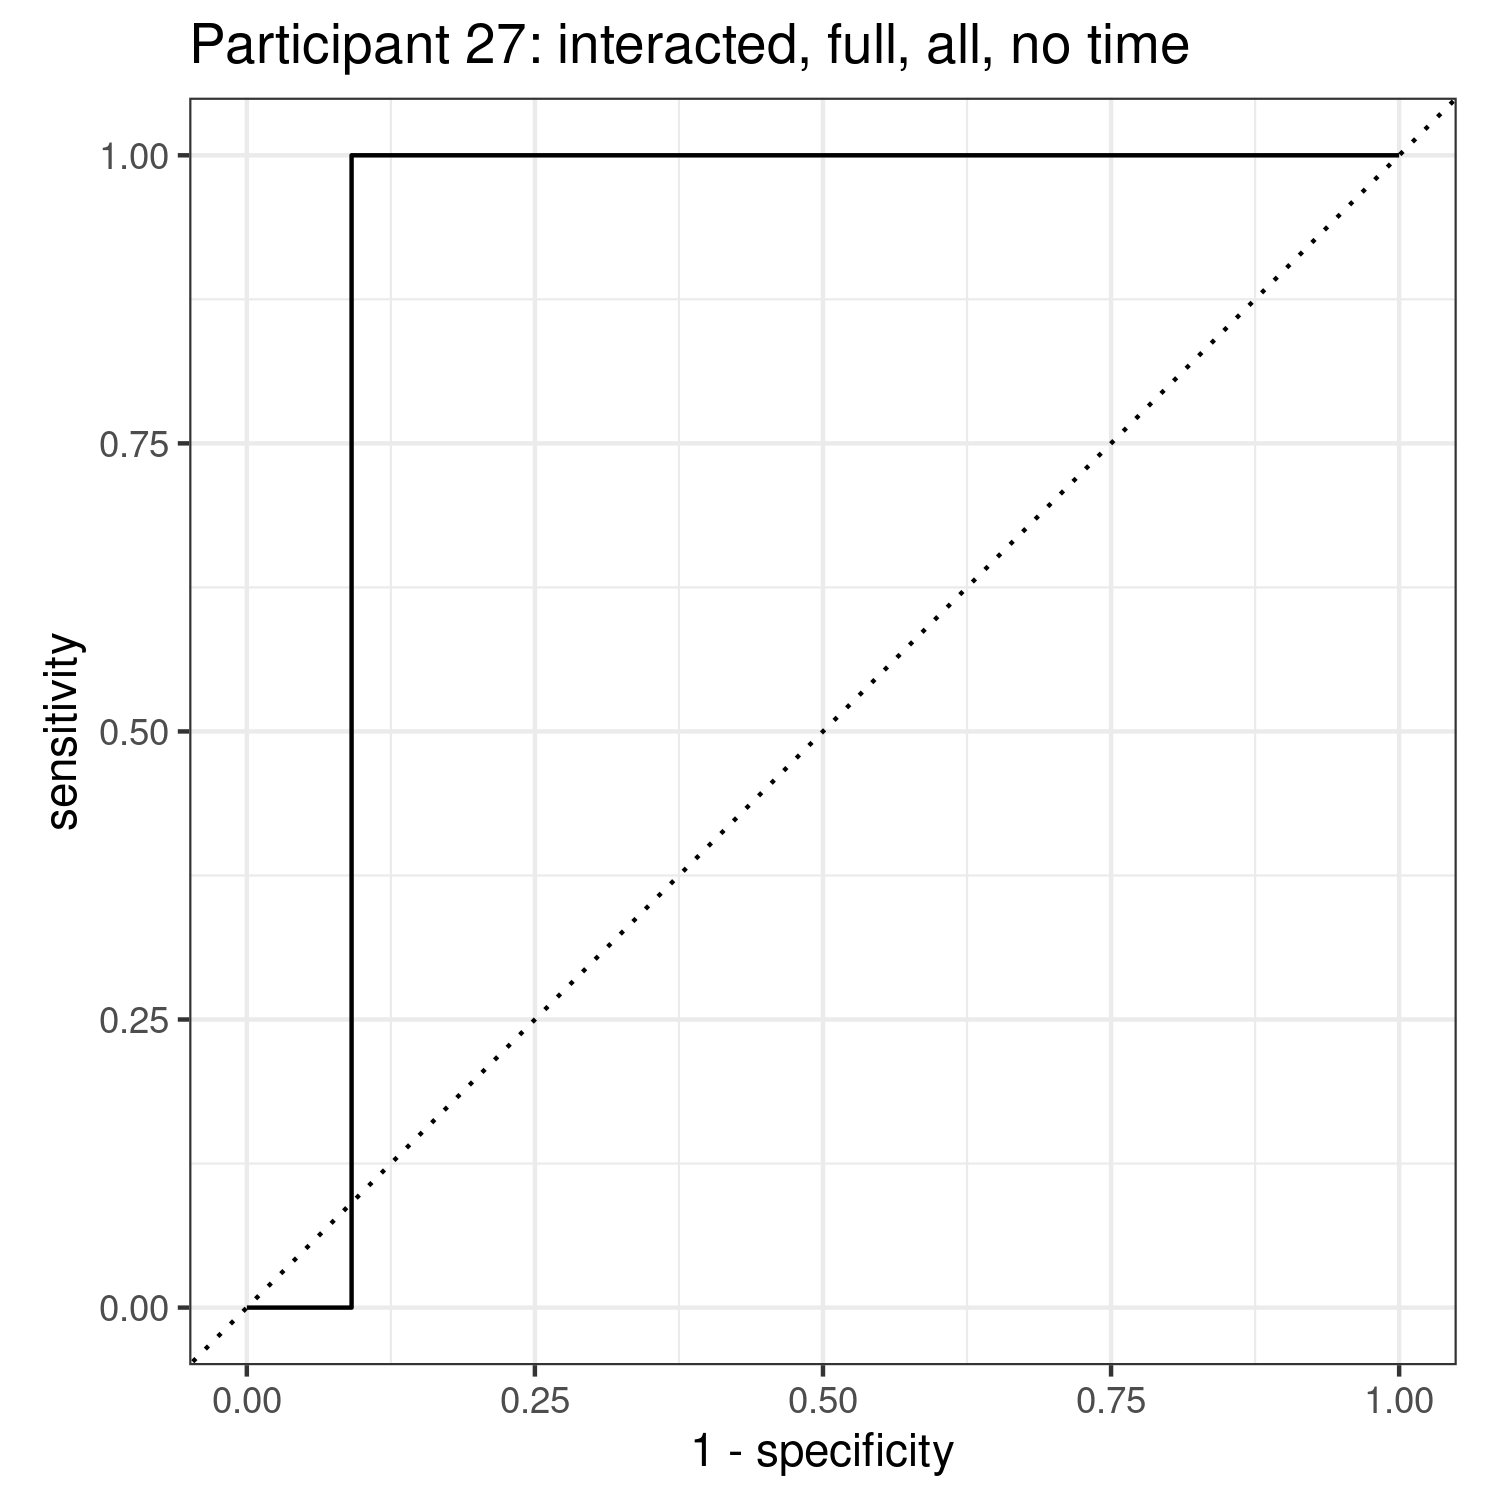 Participant 27: interacted, full, all, no time
1.00
0.75
0.50
0.25
0.00
sensitivity
0.00 0.25 0.50 0.75 1.00
1 - specificity